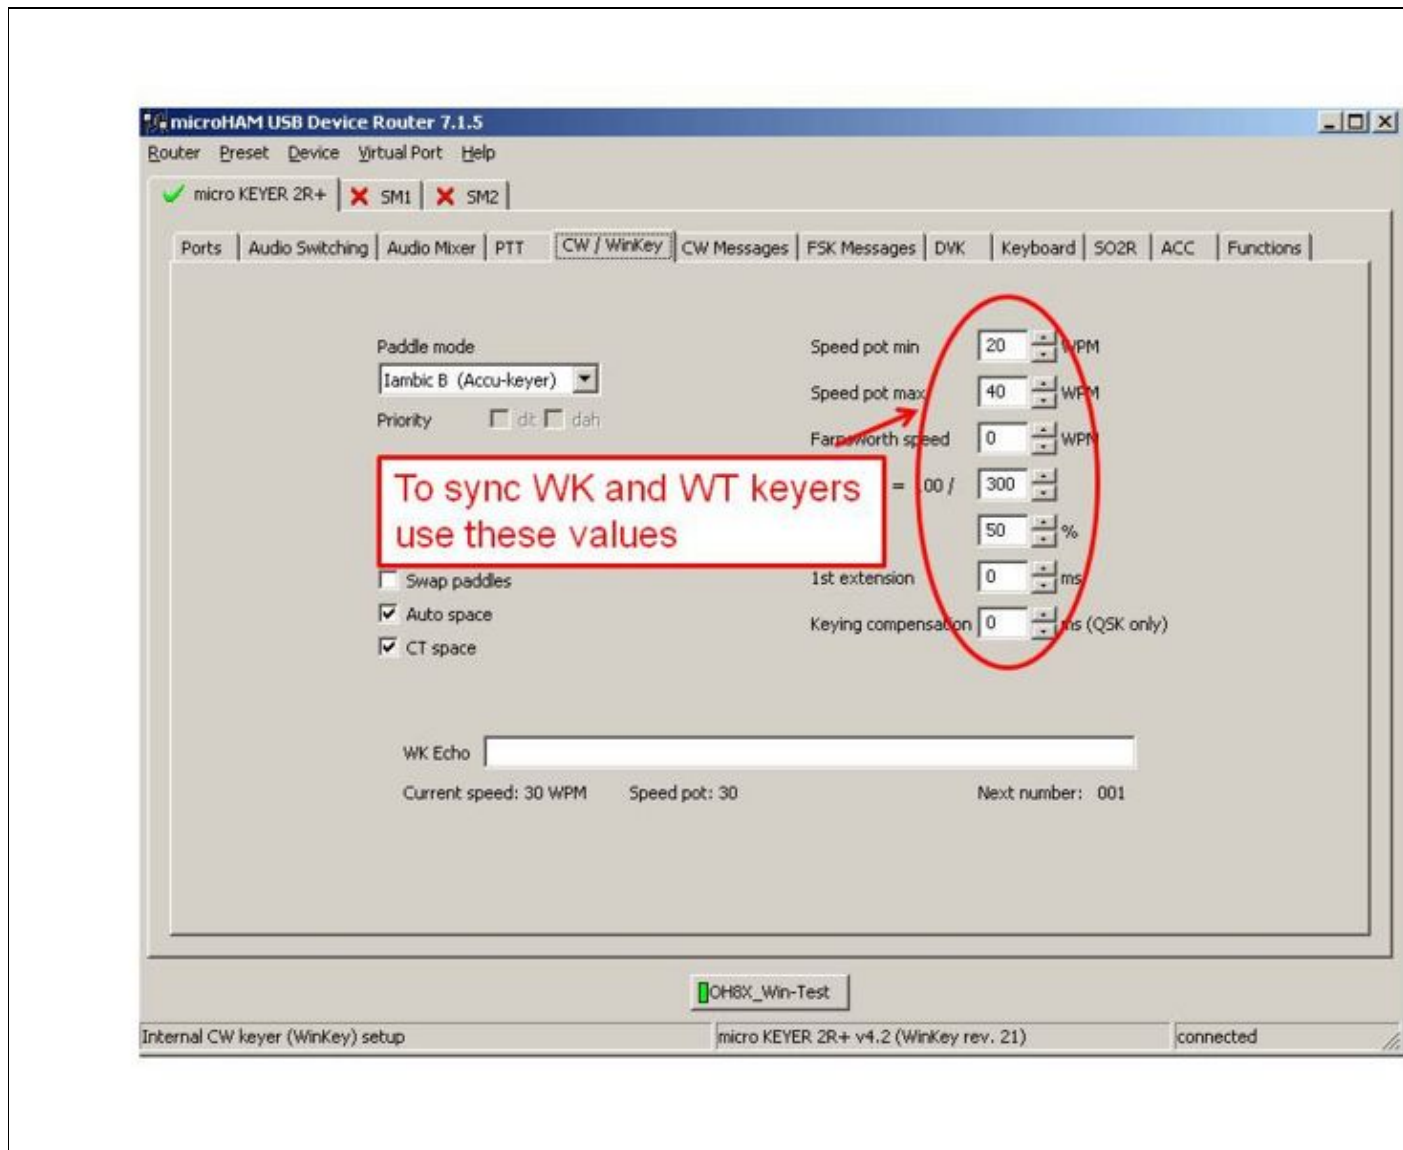 microHAM USB Device Router 7.1.5
Router Preset Device Virtual Port Help
micro KEYER 2R+ SM1 SM2
Ports Audio Switching Audio Mixer PTT CW / WinKey CW Messages FSK Messages DVK Keyboard SO2R ACC Functions
Paddle mode
Iambic B (Accu-keyer)
Priority dit dah
To sync WK and WT keyers
use these values
Swap paddles
Auto space
CT space
Speed pot min 20 WPM
Speed pot max 40 WPM
Farnsworth speed 0 WPM
= 00 / 300
50 %
1st extension 0 ms
Keying compensation 0 ms (QSK only)
WK Echo
Current speed: 30 WPM Speed pot: 30 Next number: 001
OH8X_Win-Test
Internal CW keyer (WinKey) setup micro KEYER 2R+ v4.2 (WinKey rev. 21) connected